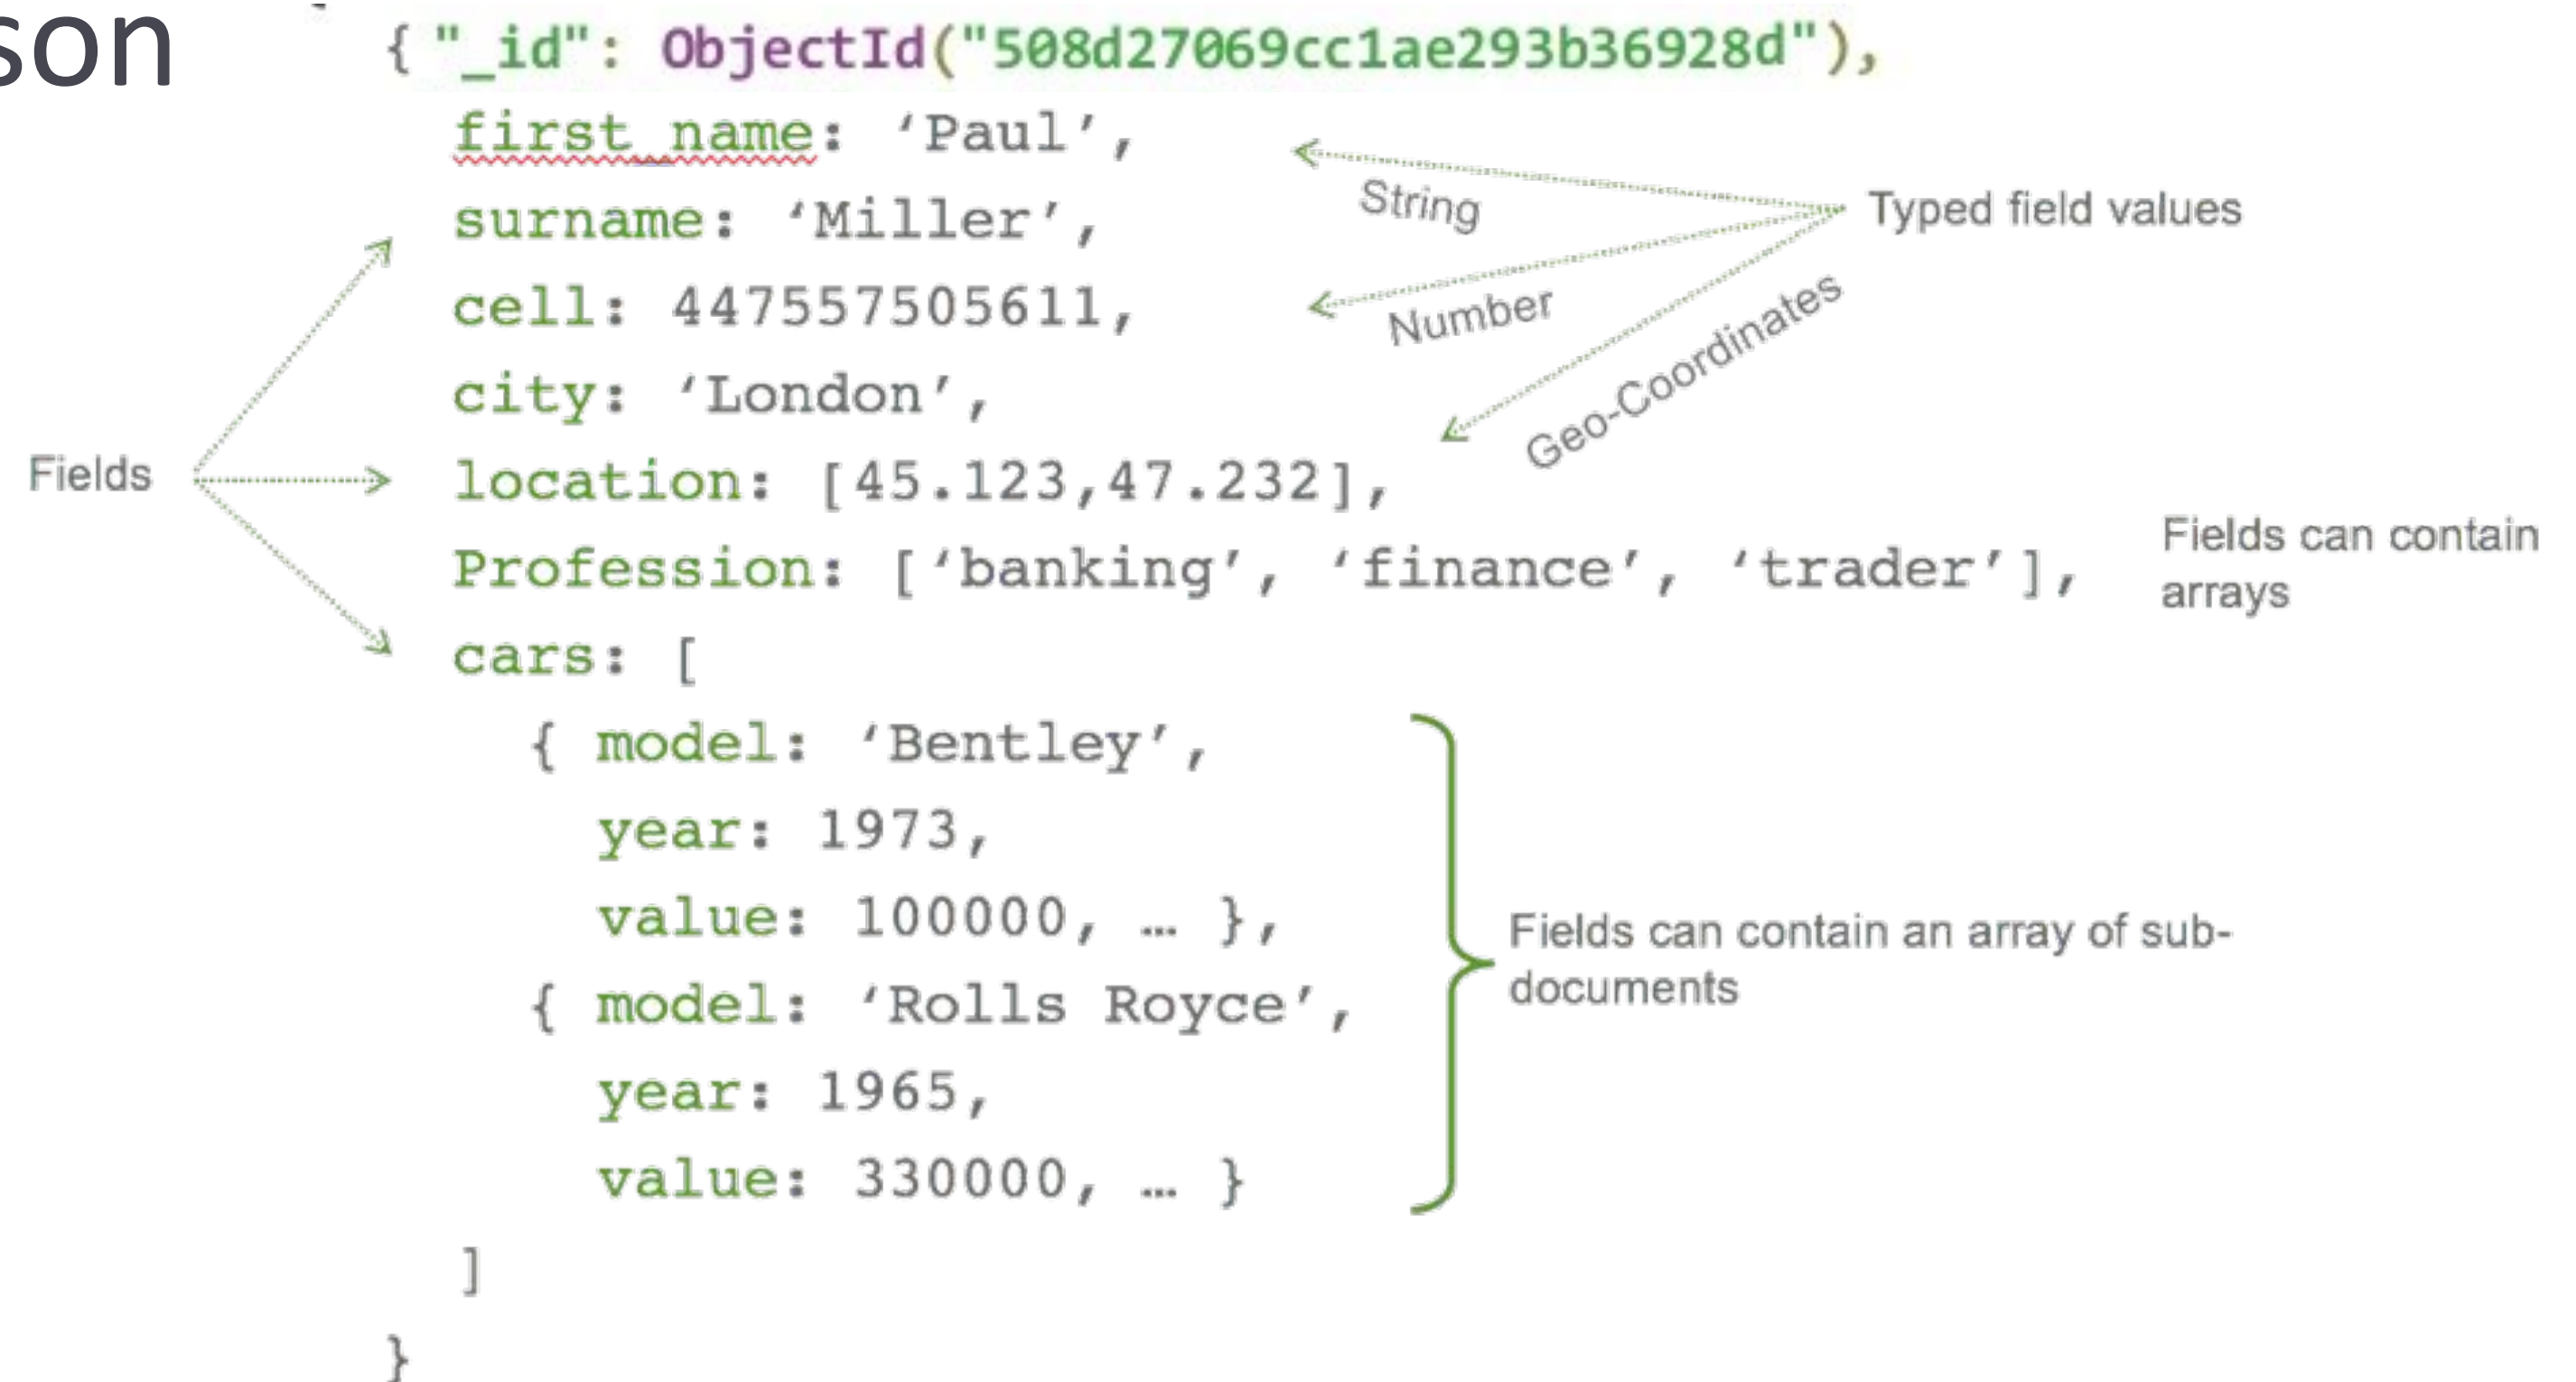 son
{ "_id": ObjectId("508d27069cc1ae293b36928d"),
first_name: ‘Paul’,
surname: ‘Miller’,
cell: 447557505611,
city: ‘London’,
location: [45.123,47.232],
Profession: [‘banking’, ‘finance’, ‘trader’],
cars: [
{ model: ‘Bentley’,
year: 1973,
value: 100000, … },
{ model: ‘Rolls Royce’,
year: 1965,
value: 330000, … }
]
}
Fields
String
Number
Geo-Coordinates
Typed field values
Fields can contain
arrays
Fields can contain an array of sub-
documents